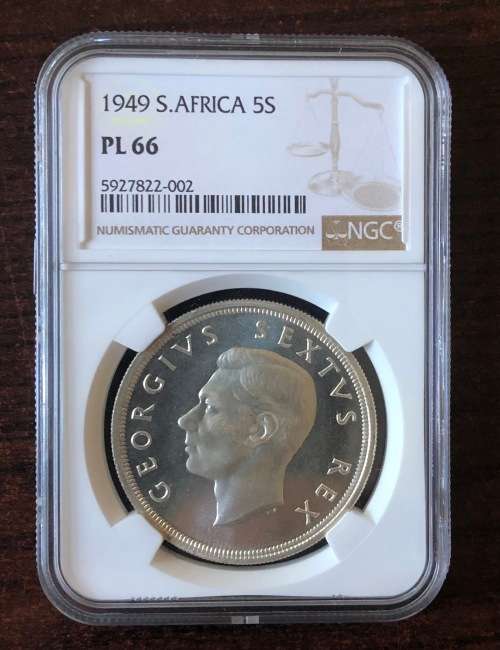 1949 S.AFRICA 5S
PL 66
5927822-002
NUMISMATIC GUARANTY CORPORATION
NGC®
GEORGIVS SEXTVS REX